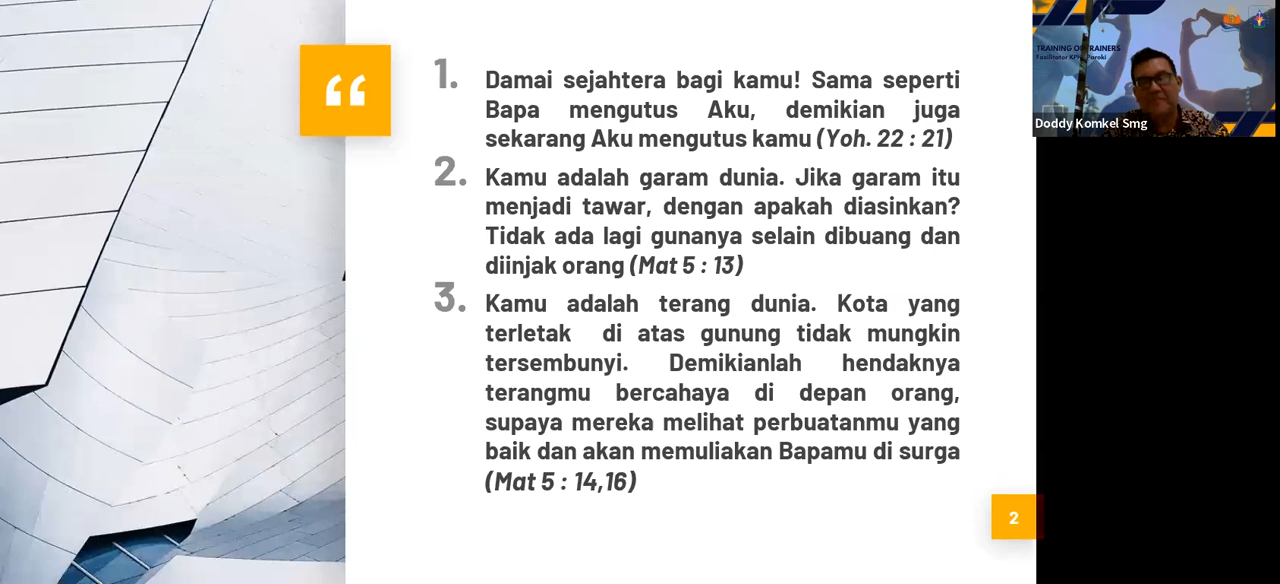 “
1. Damai sejahtera bagi kamu! Sama seperti
Bapa mengutus Aku, demikian juga
sekarang Aku mengutus kamu (Yoh. 22 : 21)
2. Kamu adalah garam dunia. Jika garam itu
menjadi tawar, dengan apakah diasinkan?
Tidak ada lagi gunanya selain dibuang dan
diinjak orang (Mat 5 : 13)
3. Kamu adalah terang dunia. Kota yang
terletak di atas gunung tidak mungkin
tersembunyi. Demikianlah hendaknya
terangmu bercahaya di depan orang,
supaya mereka melihat perbuatanmu yang
baik dan akan memuliakan Bapamu di surga
(Mat 5 : 14,16)
2
TRAINING OF TRAINERS
Fasilitator KPP Paroki
Doddy Komkel Smg